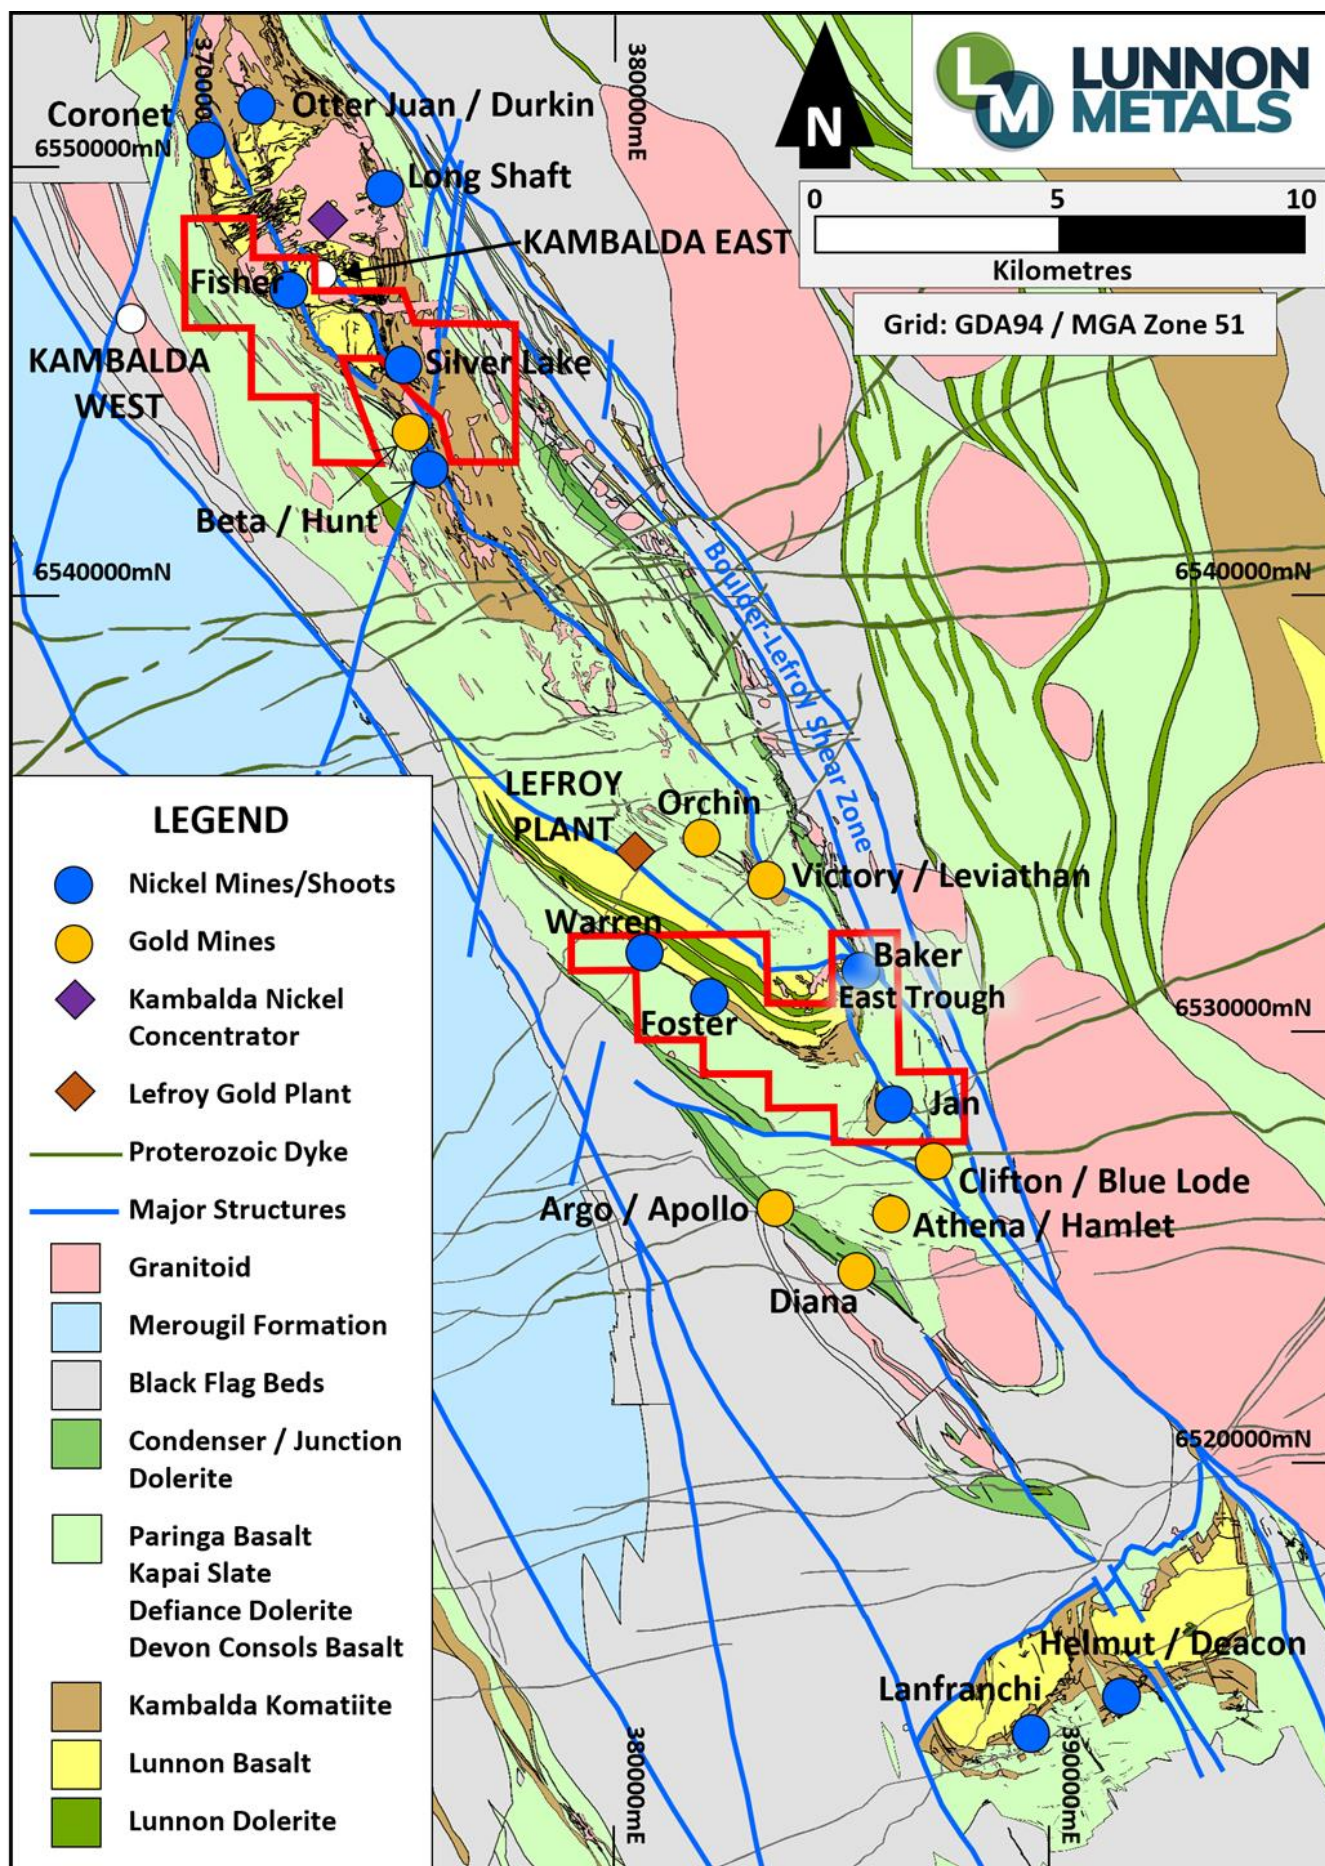 370000
380000mE
LM
LUNNON
METALS
N
Coronet
Otter Juan / Durkin
6550000mN
Long Shaft
0
5
10
Kilometres
KAMBALDA EAST
Fisher
Grid: GDA94 / MGA Zone 51
KAMBALDA
WEST
Silver Lake
Beta / Hunt
6540000mN
6540000mN
Boulder-Lefroy Shear Zone
LEFROY
PLANT
Orchin
Victory / Leviathan
Warren
Baker
East Trough
Foster
6530000mN
Jan
Clifton / Blue Lode
Argo / Apollo
Athena / Hamlet
Diana
6520000mN
Helmut / Deacon
Lanfranchi
380000mE
390000mE
LEGEND
Nickel Mines/Shoots
Gold Mines
Kambalda Nickel
Concentrator
Lefroy Gold Plant
Proterozoic Dyke
Major Structures
Granitoid
Merougil Formation
Black Flag Beds
Condenser / Junction
Dolerite
Paringa Basalt
Kapai Slate
Defiance Dolerite
Devon Consols Basalt
Kambalda Komatiite
Lunnon Basalt
Lunnon Dolerite